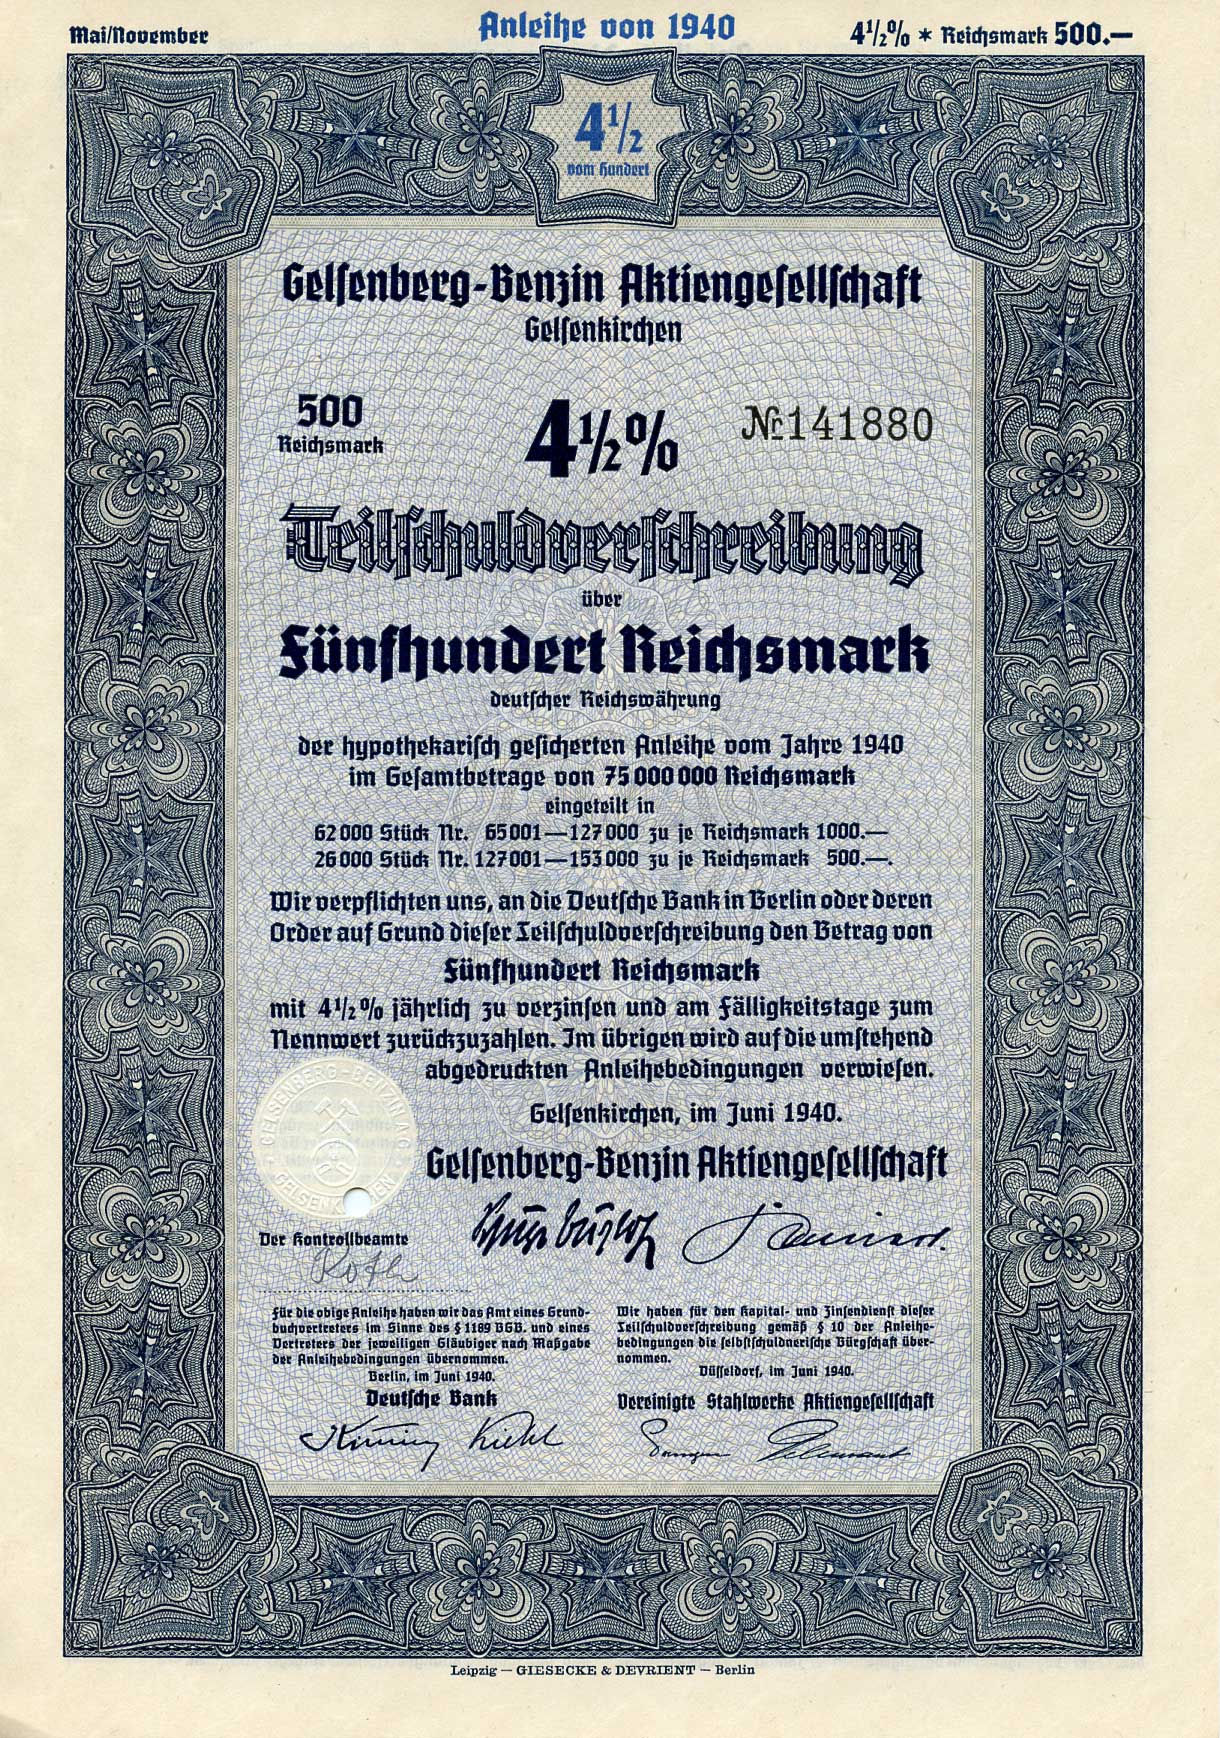 Mai/November
Anleihe von 1940
4½% * Reichsmark 500.—
4½
vom Hundert
Gelsenberg-Benzin Aktiengesellschaft
Gelsenkirchen
500
Reichsmark
4½%
Nr. 141880
Teilschuldverschreibung
über
Fünfhundert Reichsmark
deutscher Reichswährung
der hypothekarisch gesicherten Anleihe vom Jahre 1940
im Gesamtbetrage von 75 000 000 Reichsmark
eingeteilt in
62 000 Stück Nr. 65 001—127 000 zu je Reichsmark 1000.—
26 000 Stück Nr. 127 001—153 000 zu je Reichsmark 500.—.
Wir verpflichten uns, an die Deutsche Bank in Berlin oder deren
Order auf Grund dieser Teilschuldverschreibung den Betrag von
Fünfhundert Reichsmark
mit 4½% jährlich zu verzinsen und am Fälligkeitstage zum
Nennwert zurückzuzahlen. Im übrigen wird auf die umstehend
abgedruckten Anleihebedingungen verwiesen.
Gelsenkirchen, im Juni 1940.
Gelsenberg-Benzin Aktiengesellschaft
GELSENBERG-BENZIN AG
GELSENKIRCHEN
Der Kontrollbeamte
Roth
Für die obige Anleihe haben wir das Amt eines Grund-
buchvertreters im Sinne des § 1189 BGB. und eines
Vertreters der jeweiligen Gläubiger nach Maßgabe
der Anleihebedingungen übernommen.
Berlin, im Juni 1940.
Deutsche Bank
Wir haben für den Kapital- und Zinsendienst dieser
Teilschuldverschreibung gemäß § 10 der Anleihe-
bedingungen die selbstschuldnerische Bürgschaft über-
nommen.
Düsseldorf, im Juni 1940.
Vereinigte Stahlwerke Aktiengesellschaft
Leipzig — GIESECKE & DEVRIENT — Berlin